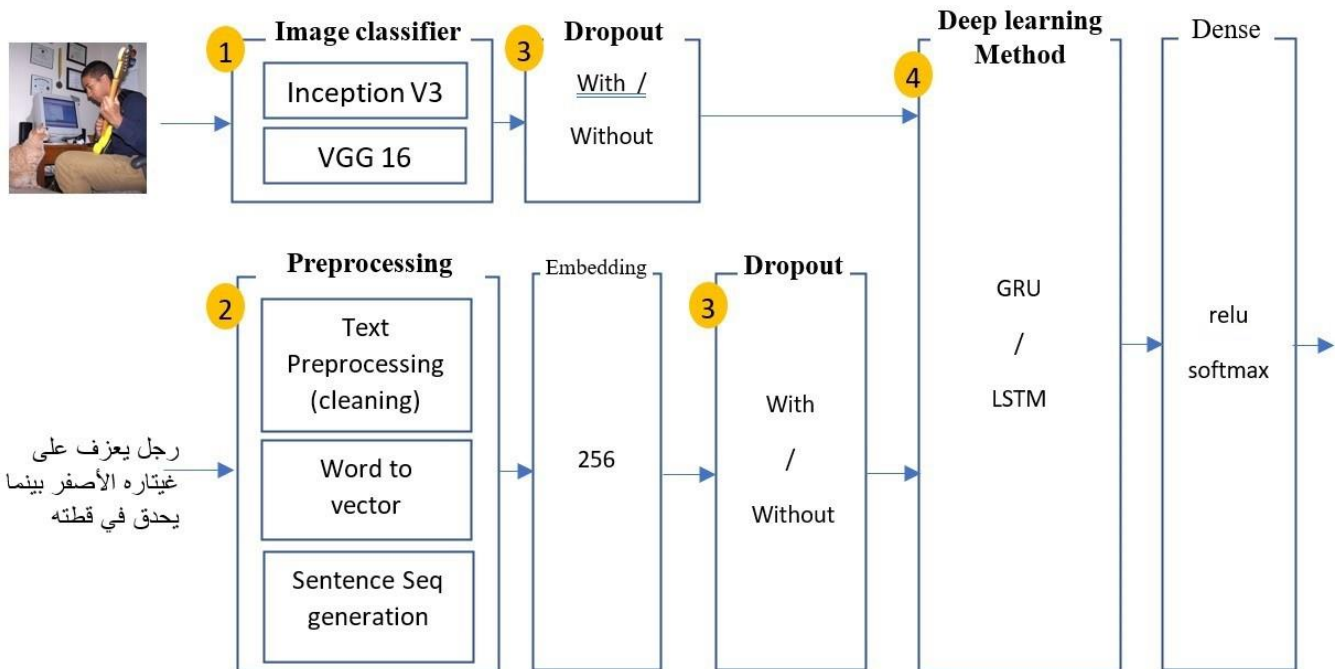 1
Image classifier
Inception V3
VGG 16
3
Dropout
With /
Without
رجل يعزف على
غيتاره الأصفر بينما
يحدق في قطته
2
Preprocessing
Text
Preprocessing
(cleaning)
Word to
vector
Sentence Seq
generation
Embedding
256
3
Dropout
With
/
Without
4
Deep learning
Method
GRU
/
LSTM
Dense
relu
softmax